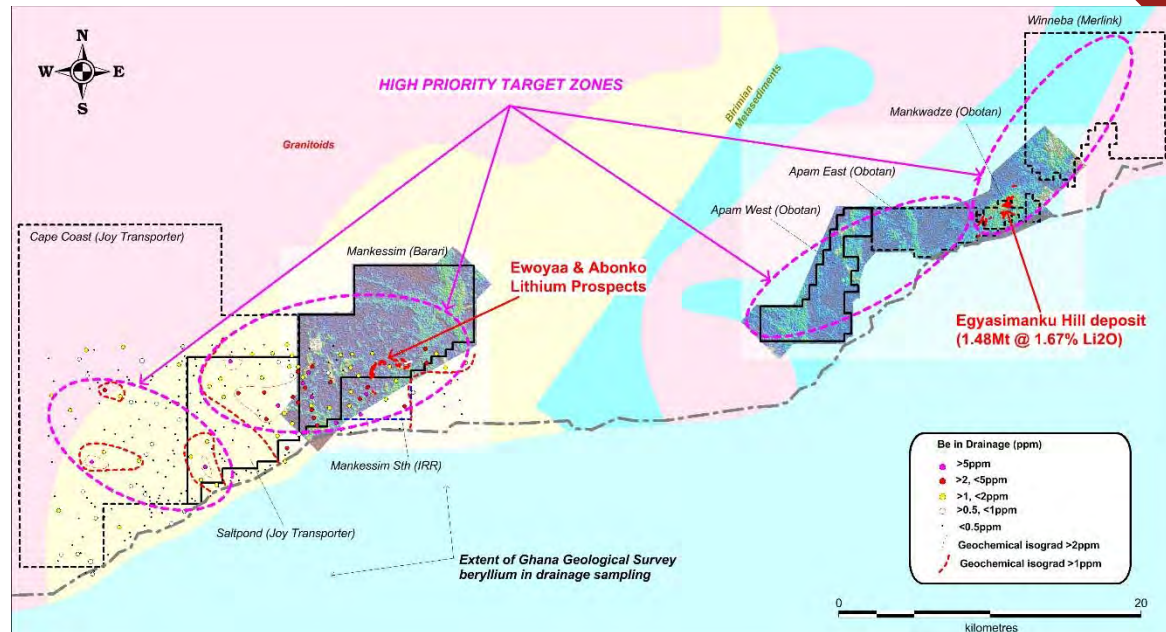 Winneba (Merlink)
N
W
E
S
HIGH PRIORITY TARGET ZONES
Birimian
Metasediments
Mankwadze (Obotan)
Granitoids
Apam East (Obotan)
Apam West (Obotan)
Cape Coast (Joy Transporter)
Mankessim (Barari)
Ewoyaa & Abonko
Lithium Prospects
Egyasimanku Hill deposit
(1.48Mt @ 1.67% Li2O)
Mankessim Sth (IRR)
Saltpond (Joy Transporter)
Extent of Ghana Geological Survey
beryllium in drainage sampling
Be in Drainage (ppm)
>5ppm
>2, <5ppm
>1, <2ppm
>0.5, <1ppm
<0.5ppm
Geochemical isograd >2ppm
Geochemical isograd >1ppm
0
20
kilometres